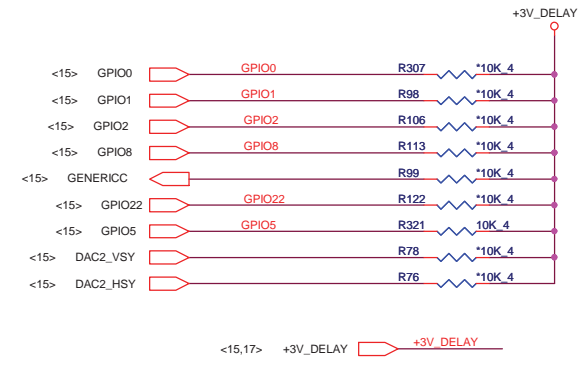 +3V_DELAY
<15> GPIO0 GPIO0 R307 *10K_4
<15> GPIO1 GPIO1 R98 *10K_4
<15> GPIO2 GPIO2 R106 *10K_4
<15> GPIO8 GPIO8 R113 *10K_4
<15> GENERICC R99 *10K_4
<15> GPIO22 GPIO22 R122 *10K_4
<15> GPIO5 GPIO5 R321 10K_4
<15> DAC2_VSY R78 *10K_4
<15> DAC2_HSY R76 *10K_4
<15,17> +3V_DELAY +3V_DELAY